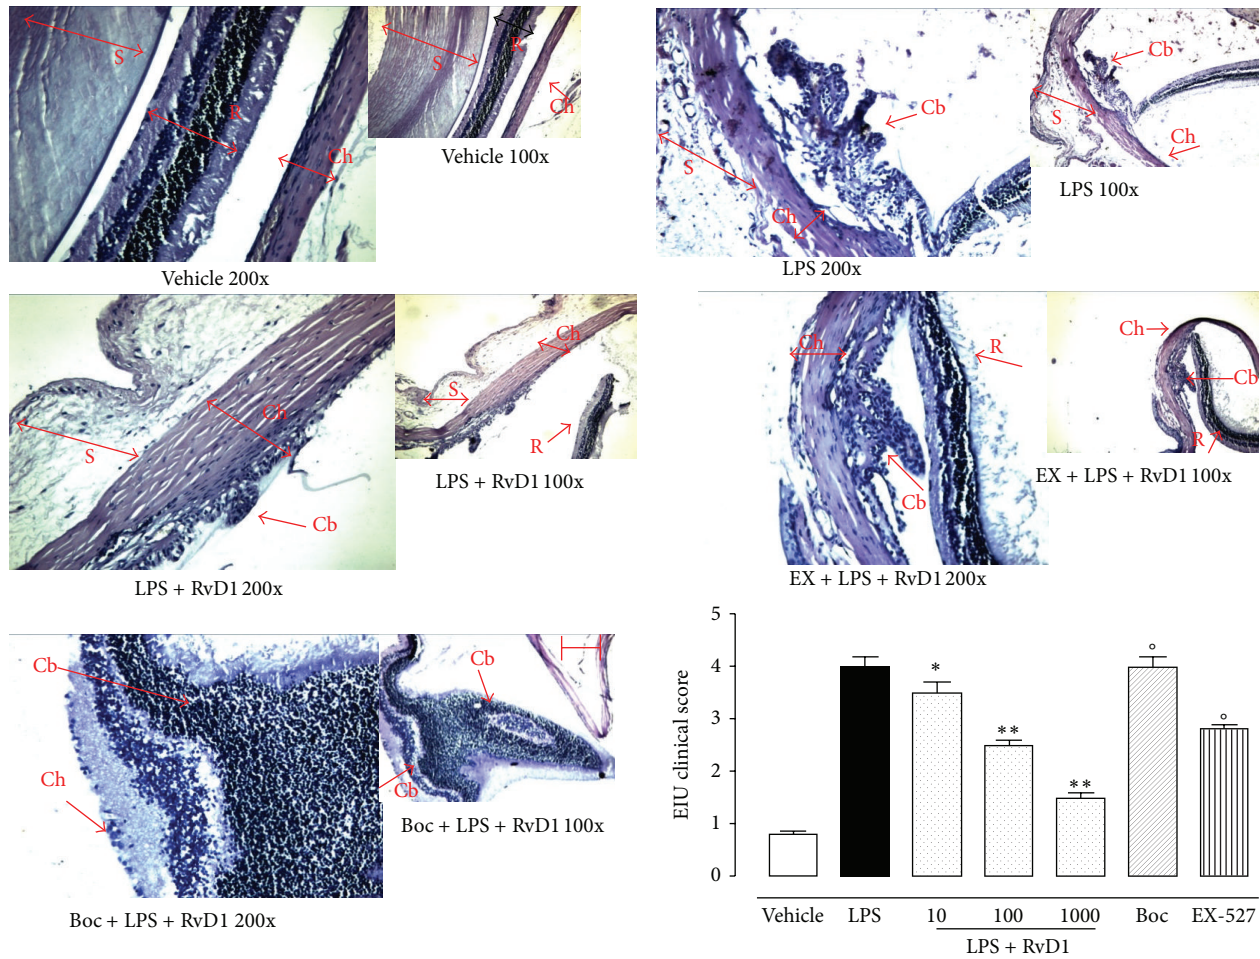 S
R
Ch
Vehicle 200x
S
R
Ch
Vehicle 100x
Cb
S
Ch
LPS 200x
Cb
S
Ch
LPS 100x
S
Ch
Cb
LPS + RvD1 200x
Ch
S
R
LPS + RvD1 100x
Ch
R
Cb
EX + LPS + RvD1 200x
Ch
Cb
R
EX + LPS + RvD1 100x
Cb
Ch
Boc + LPS + RvD1 200x
Cb
Cb
Boc + LPS + RvD1 100x
EIU clinical score
5
4
3
2
1
0
*
**
**
°
°
Vehicle LPS 10 100 1000 Boc EX-527
LPS + RvD1